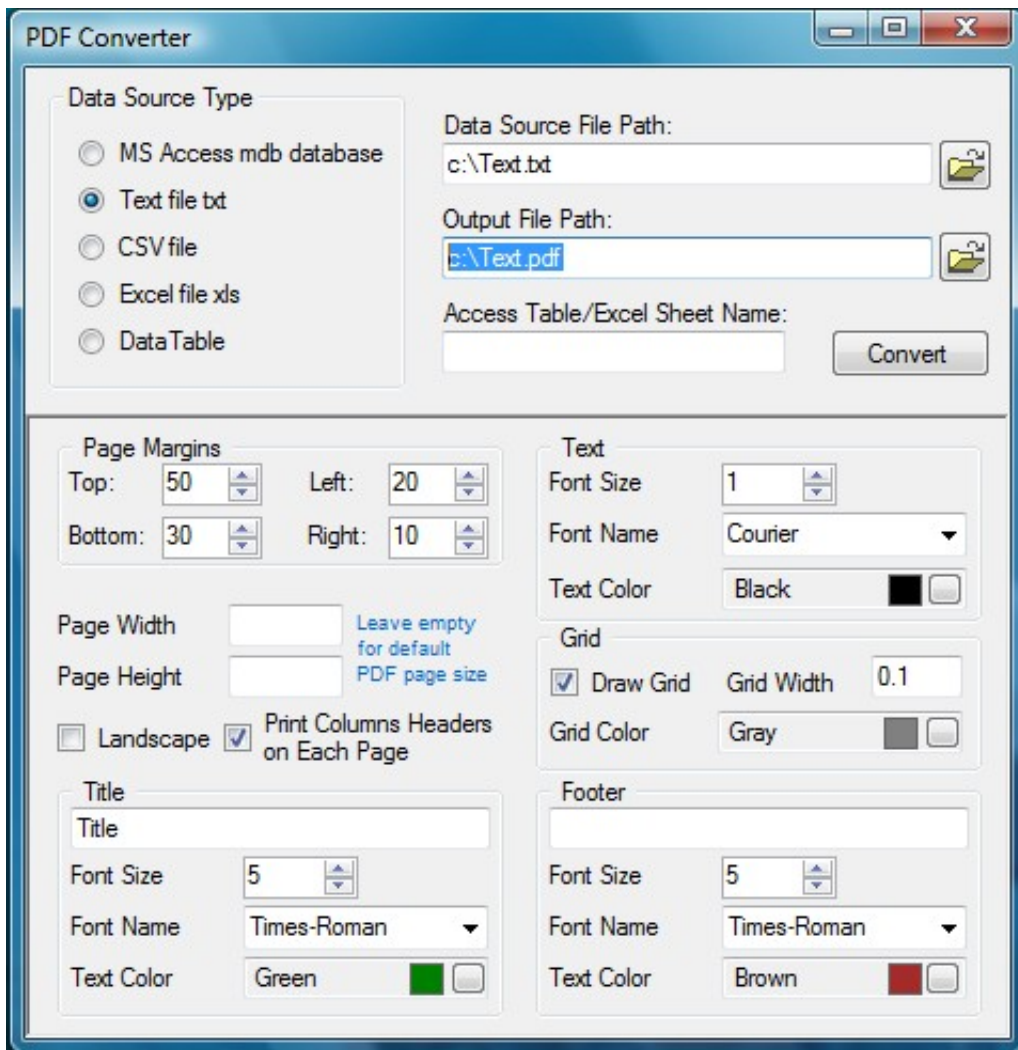 PDF Converter
Data Source Type
MS Access mdb database
Text file txt
CSV file
Excel file xls
DataTable
Data Source File Path:
c:\Text.txt
Output File Path:
c:\Text.pdf
Access Table/Excel Sheet Name:
Convert
Page Margins
Top: 50 Left: 20
Bottom: 30 Right: 10
Page Width
Page Height
Leave empty
for default
PDF page size
Landscape
Print Columns Headers
on Each Page
Text
Font Size 1
Font Name Courier
Text Color Black
Grid
Draw Grid Grid Width 0.1
Grid Color Gray
Title
Title
Font Size 5
Font Name Times-Roman
Text Color Green
Footer
Font Size 5
Font Name Times-Roman
Text Color Brown